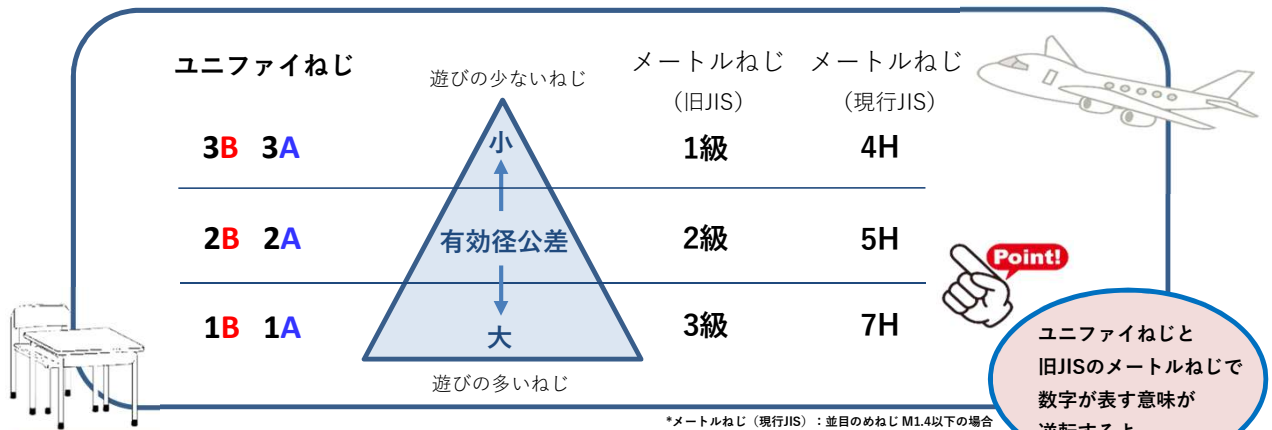 ユニファイねじ
遊びの少ないねじ
メートルねじ メートルねじ
（旧JIS） （現行JIS）
3B 3A 小 1級 4H
2B 2A 有効径公差 2級 5H
1B 1A 大 3級 7H
遊びの多いねじ
Point!
ユニファイねじと
旧JISのメートルねじで
数字が表す意味が
逆転するよ
*メートルねじ（現行JIS）：並目のめねじ M1.4以下の場合